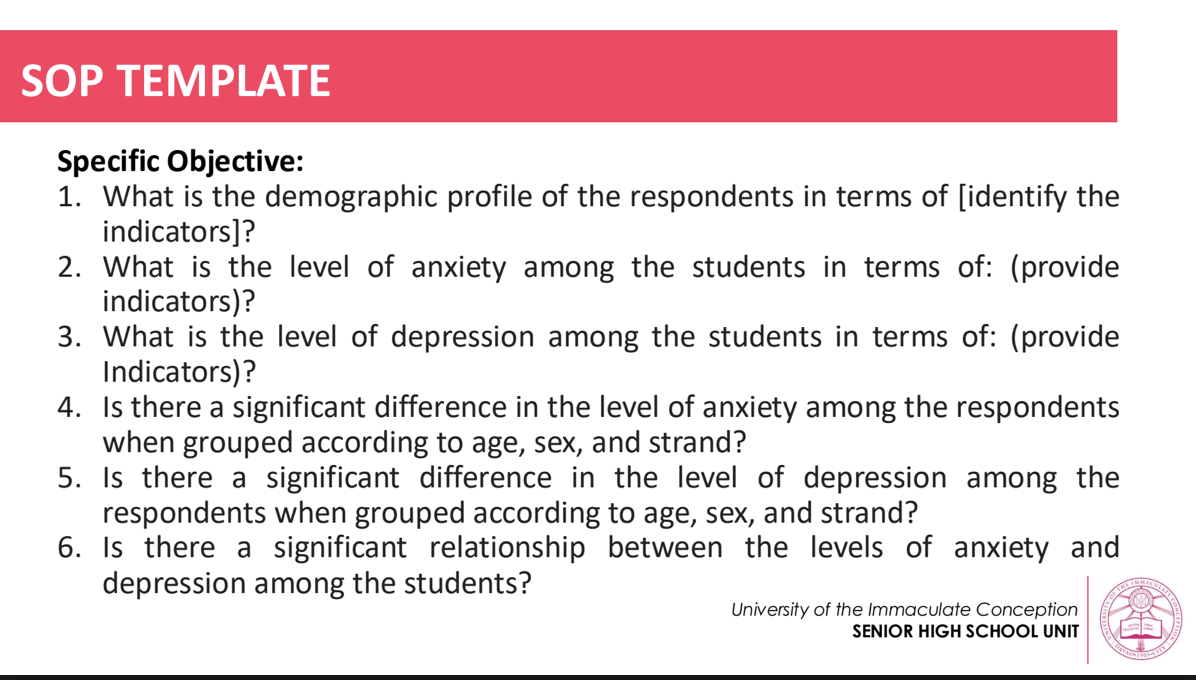 SOP TEMPLATE
Specific Objective:
1. What is the demographic profile of the respondents in terms of [identify the
indicators]?
2. What is the level of anxiety among the students in terms of: (provide
indicators)?
3. What is the level of depression among the students in terms of: (provide
Indicators)?
4. Is there a significant difference in the level of anxiety among the respondents
when grouped according to age, sex, and strand?
5. Is there a significant difference in the level of depression among the
respondents when grouped according to age, sex, and strand?
6. Is there a significant relationship between the levels of anxiety and
depression among the students?
University of the Immaculate Conception
SENIOR HIGH SCHOOL UNIT
UNIVERSITY OF THE IMMACULATE CONCEPTION
DAVAO CITY